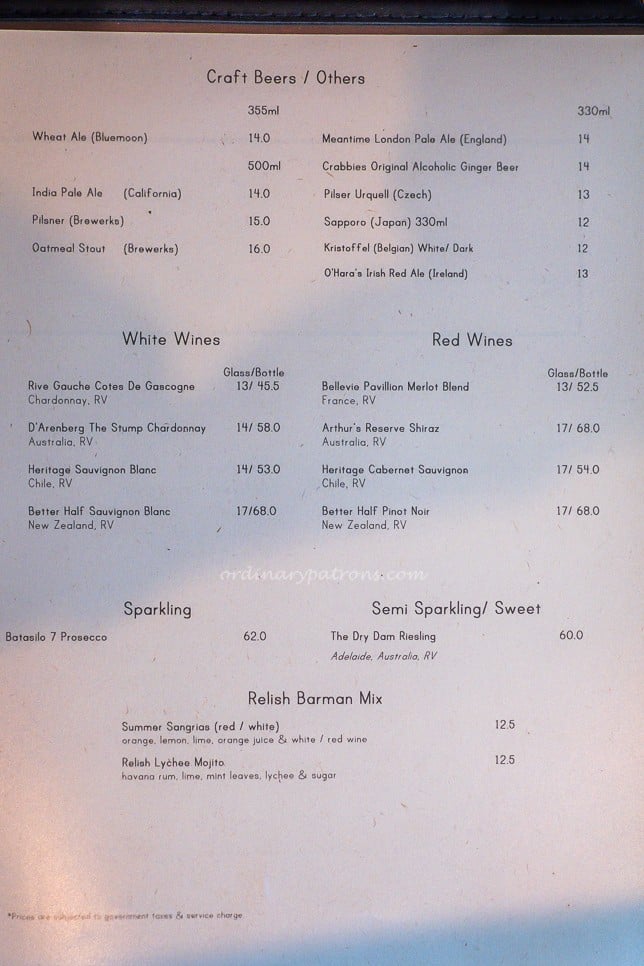 Craft Beers / Others
355ml
Wheat Ale (Bluemoon) 14.0
500ml
India Pale Ale (California) 14.0
Pilsner (Brewerks) 15.0
Oatmeal Stout (Brewerks) 16.0
330ml
Meantime London Pale Ale (England) 14
Crabbies Original Alcoholic Ginger Beer 14
Pilser Urquell (Czech) 13
Sapporo (Japan) 330ml 12
Kristoffel (Belgian) White/ Dark 12
O'Hara's Irish Red Ale (Ireland) 13
White Wines
Glass/Bottle
Rive Gauche Cotes De Gascogne 13/ 45.5
Chardonnay, RV
D'Arenberg The Stump Chardonnay 14/ 58.0
Australia, RV
Heritage Sauvignon Blanc 14/ 53.0
Chile, RV
Better Half Sauvignon Blanc 17/68.0
New Zealand, RV
Red Wines
Glass/Bottle
Bellevie Pavillion Merlot Blend 13/ 52.5
France, RV
Arthur's Reserve Shiraz 17/ 68.0
Australia, RV
Heritage Cabernet Sauvignon 17/ 54.0
Chile, RV
Better Half Pinot Noir 17/ 68.0
New Zealand, RV
ordinarypatrons.com
Sparkling
Batasilo 7 Prosecco 62.0
Semi Sparkling/ Sweet
The Dry Dam Riesling 60.0
Adelaide, Australia, RV
Relish Barman Mix
Summer Sangrias (red / white) 12.5
orange, lemon, lime, orange juice & white / red wine
Relish Lychee Mojito 12.5
havana rum, lime, mint leaves, lychee & sugar
*Prices are subjected to government taxes & service charge